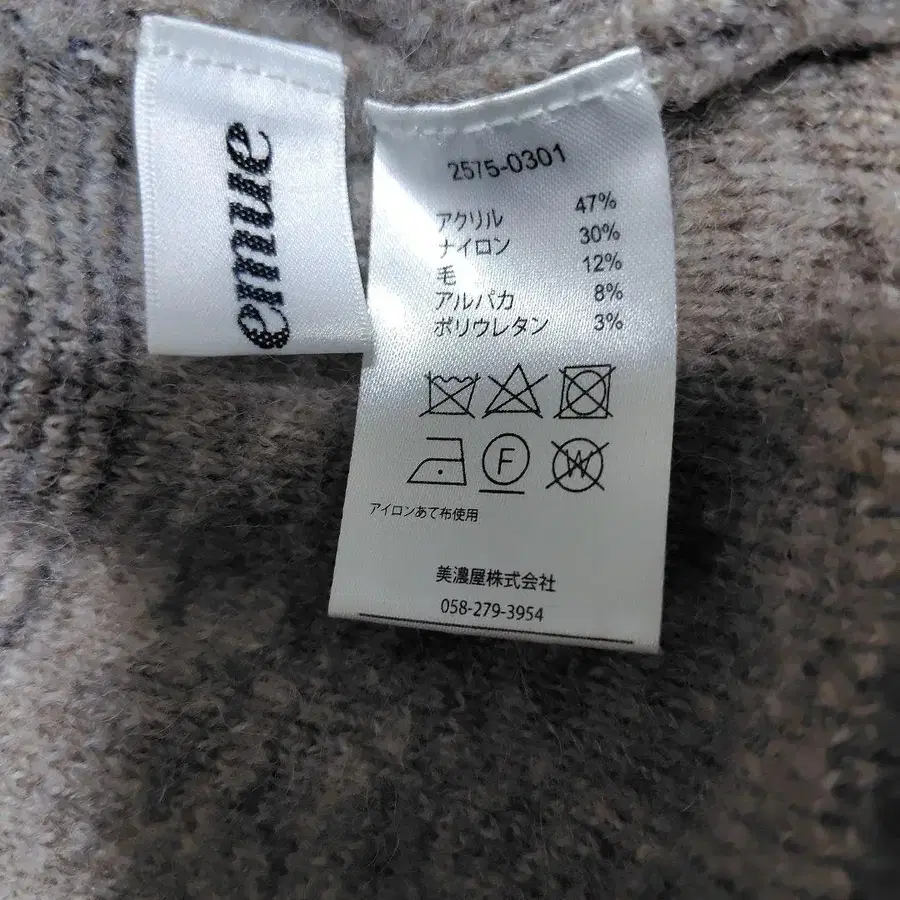 emue
2575-0301
アクリル 47%
ナイロン 30%
毛 12%
アルパカ 8%
ポリウレタン 3%
F
W
アイロンあて布使用
美濃屋株式会社
058-279-3954